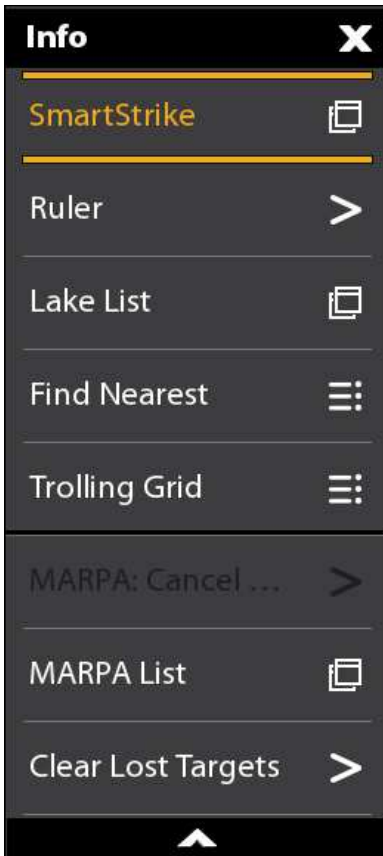 Info
SmartStrike
Ruler
Lake List
Find Nearest
Trolling Grid
MARPA: Cancel ...
MARPA List
Clear Lost Targets